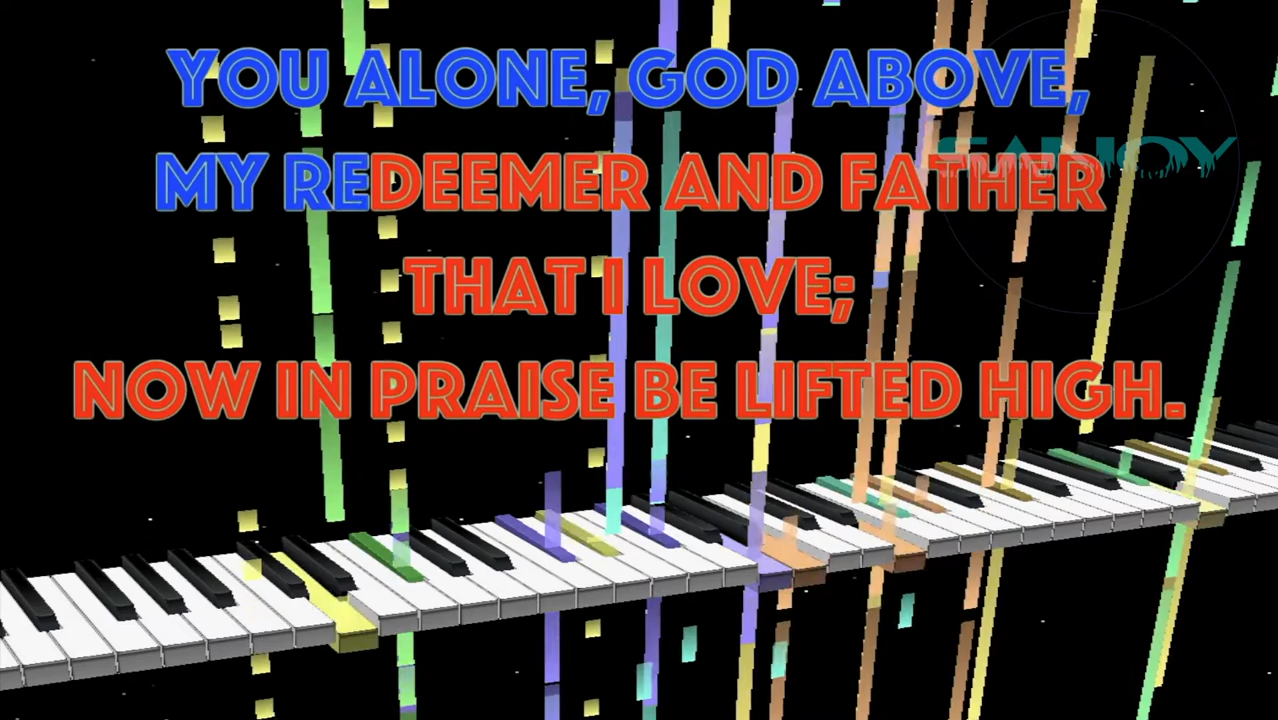 YOU ALONE, GOD ABOVE,
MY REDEEMER AND FATHER
THAT I LOVE;
NOW IN PRAISE BE LIFTED HIGH.